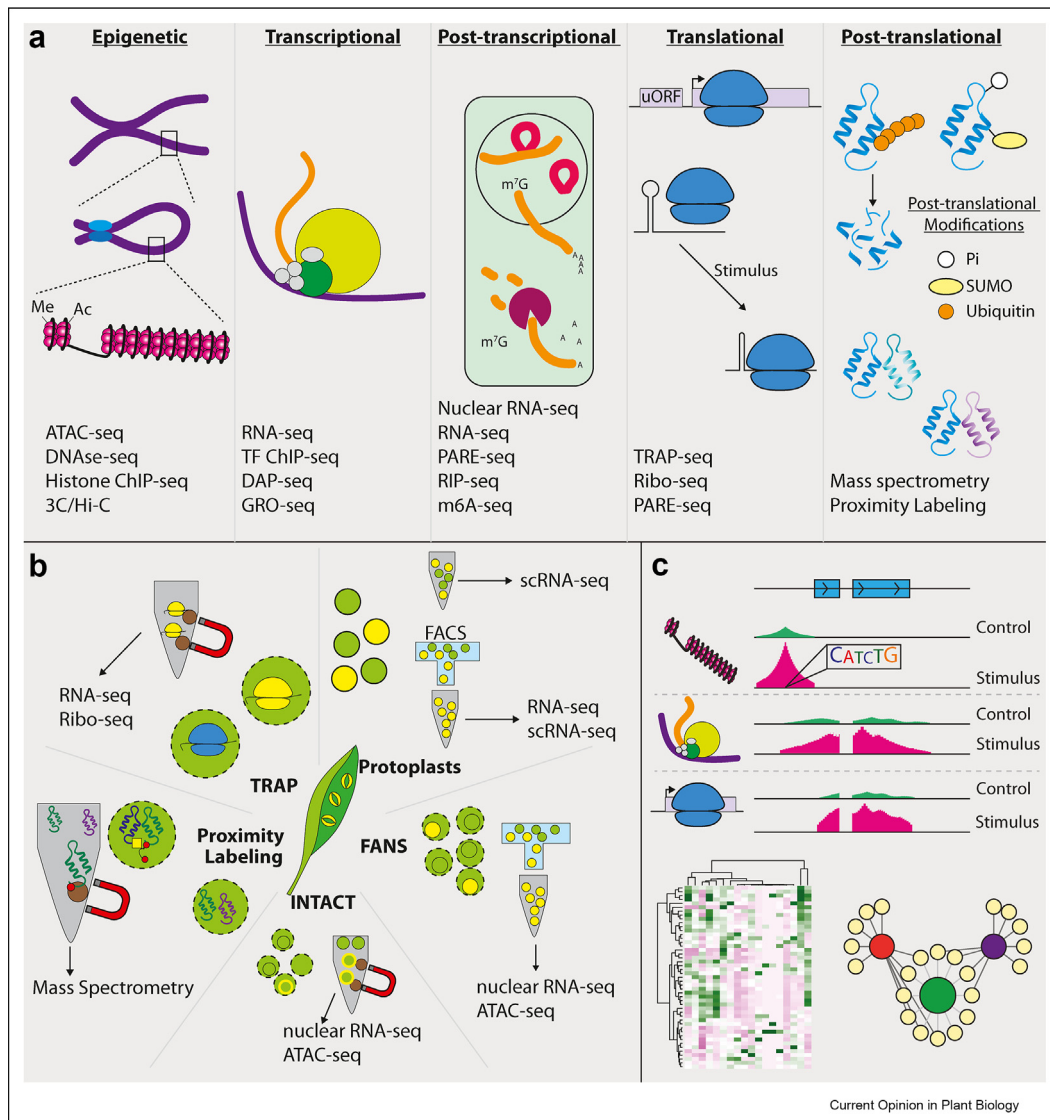 a
Epigenetic
Transcriptional
Post-transcriptional
Translational
Post-translational
Me
Ac
ATAC-seq
DNAse-seq
Histone ChIP-seq
3C/Hi-C
RNA-seq
TF ChIP-seq
DAP-seq
GRO-seq
m⁷G
A
A
A
A
m⁷G
A
A
A
A
A
Nuclear RNA-seq
RNA-seq
PARE-seq
RIP-seq
m6A-seq
uORF
Stimulus
TRAP-seq
Ribo-seq
PARE-seq
Post-translational
Modifications
Pi
SUMO
Ubiquitin
Mass spectrometry
Proximity Labeling
b
RNA-seq
Ribo-seq
TRAP
Protoplasts
scRNA-seq
FACS
RNA-seq
scRNA-seq
Proximity
Labeling
Mass Spectrometry
FANS
nuclear RNA-seq
ATAC-seq
INTACT
nuclear RNA-seq
ATAC-seq
c
Control
CATCTG
Stimulus
Control
Stimulus
Control
Stimulus
Current Opinion in Plant Biology